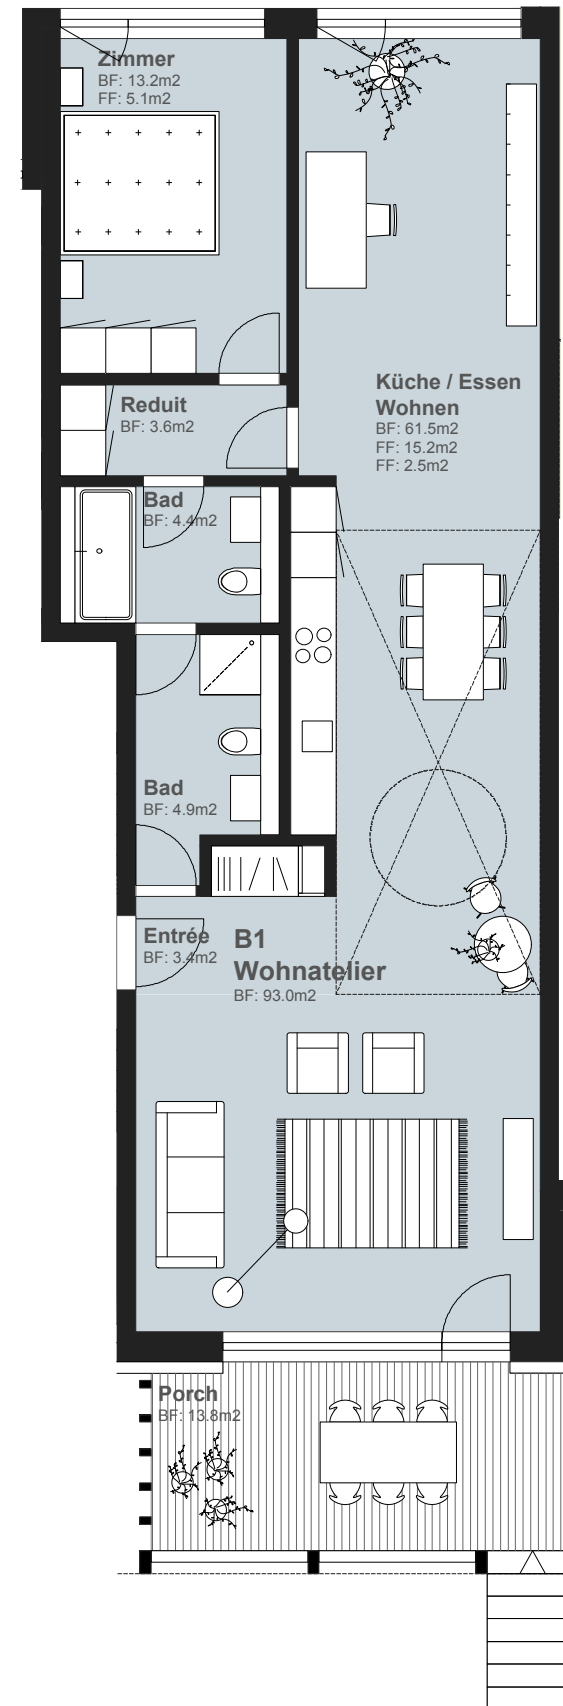 Zimmer
BF: 13.2m2
FF: 5.1m2
Küche / Essen
Wohnen
BF: 61.5m2
FF: 15.2m2
FF: 2.5m2
Reduit
BF: 3.6m2
Bad
BF: 4.4m2
Bad
BF: 4.9m2
Entrée
BF: 3.4m2
B1
Wohnatelier
BF: 93.0m2
Porch
BF: 13.8m2